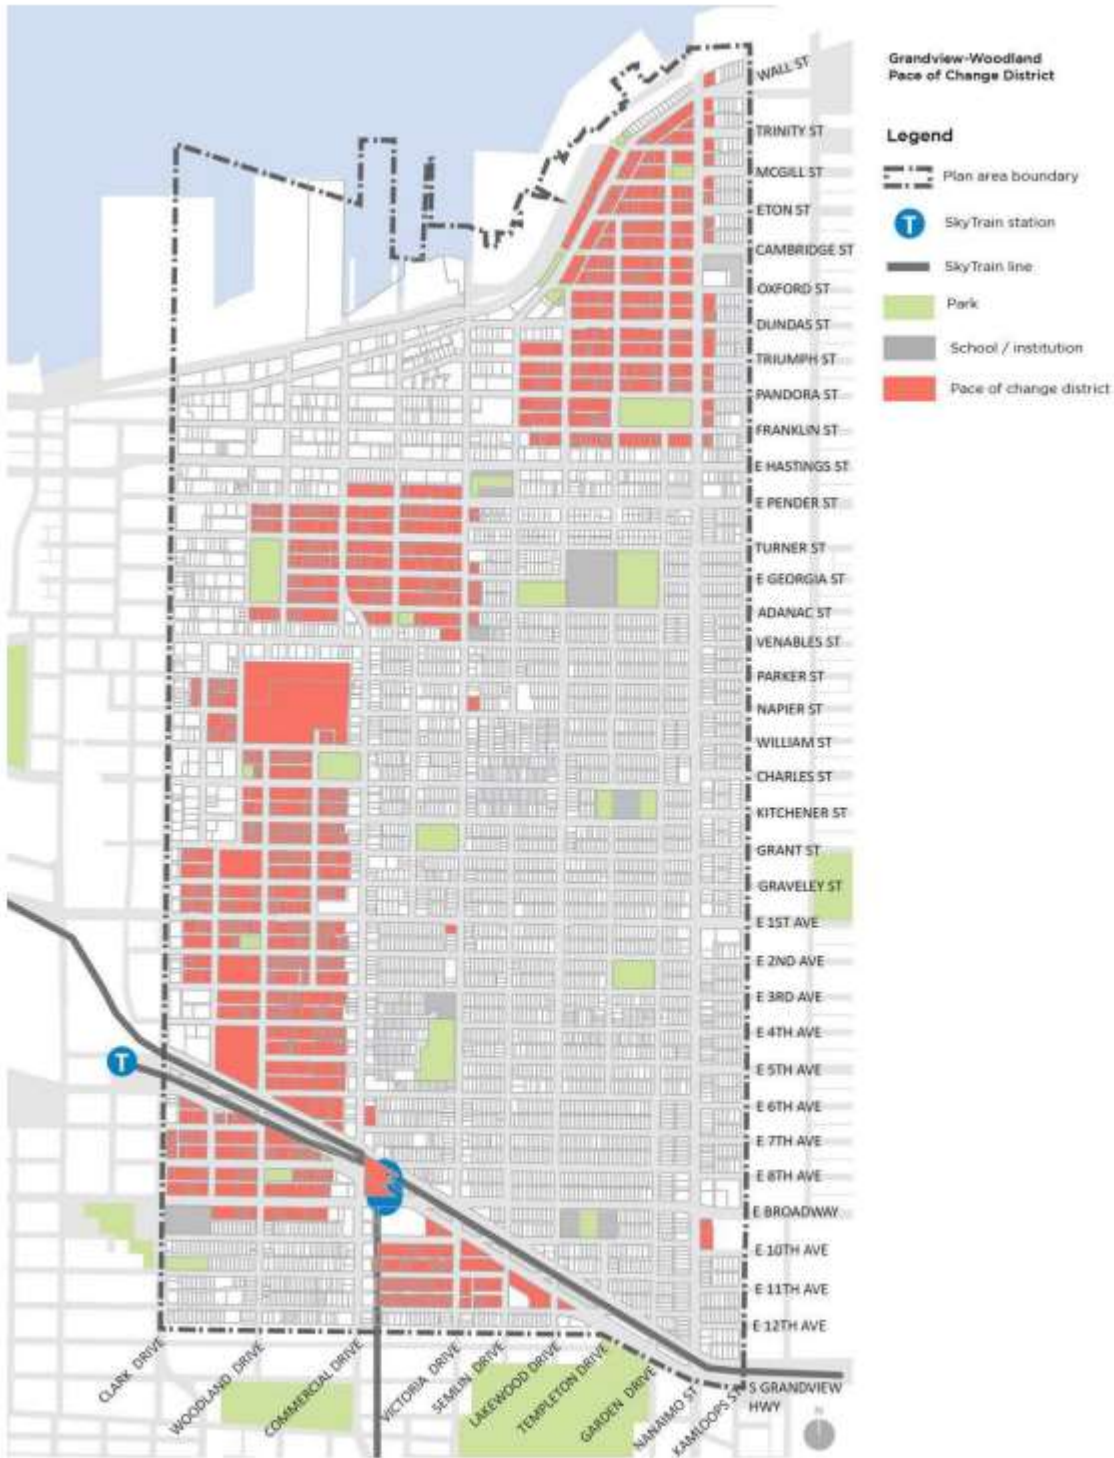 Grandview-Woodland
Pace of Change District
Legend
Plan area boundary
T
SkyTrain station
SkyTrain line
Park
School / institution
Pace of change district
WALL ST
TRINITY ST
MCGILL ST
ETON ST
CAMBRIDGE ST
OXFORD ST
DUNDAS ST
TRIUMPH ST
PANDORA ST
FRANKLIN ST
E HASTINGS ST
E PENDER ST
TURNER ST
E GEORGIA ST
ADANAC ST
VENABLES ST
PARKER ST
NAPIER ST
WILLIAM ST
CHARLES ST
KITCHENER ST
GRANT ST
GRAVELEY ST
E 1ST AVE
E 2ND AVE
E 3RD AVE
E 4TH AVE
T
E 5TH AVE
E 6TH AVE
E 7TH AVE
E 8TH AVE
E BROADWAY
E 10TH AVE
E 11TH AVE
E 12TH AVE
CLARK DRIVE
WOODLAND DRIVE
COMMERCIAL DRIVE
VICTORIA DRIVE
SEMLIN DRIVE
LAKEWOOD DRIVE
TEMPLETON DRIVE
GARDEN DRIVE
NANAIMO ST
KAMLOOPS ST
S GRANDVIEW
HWY
N